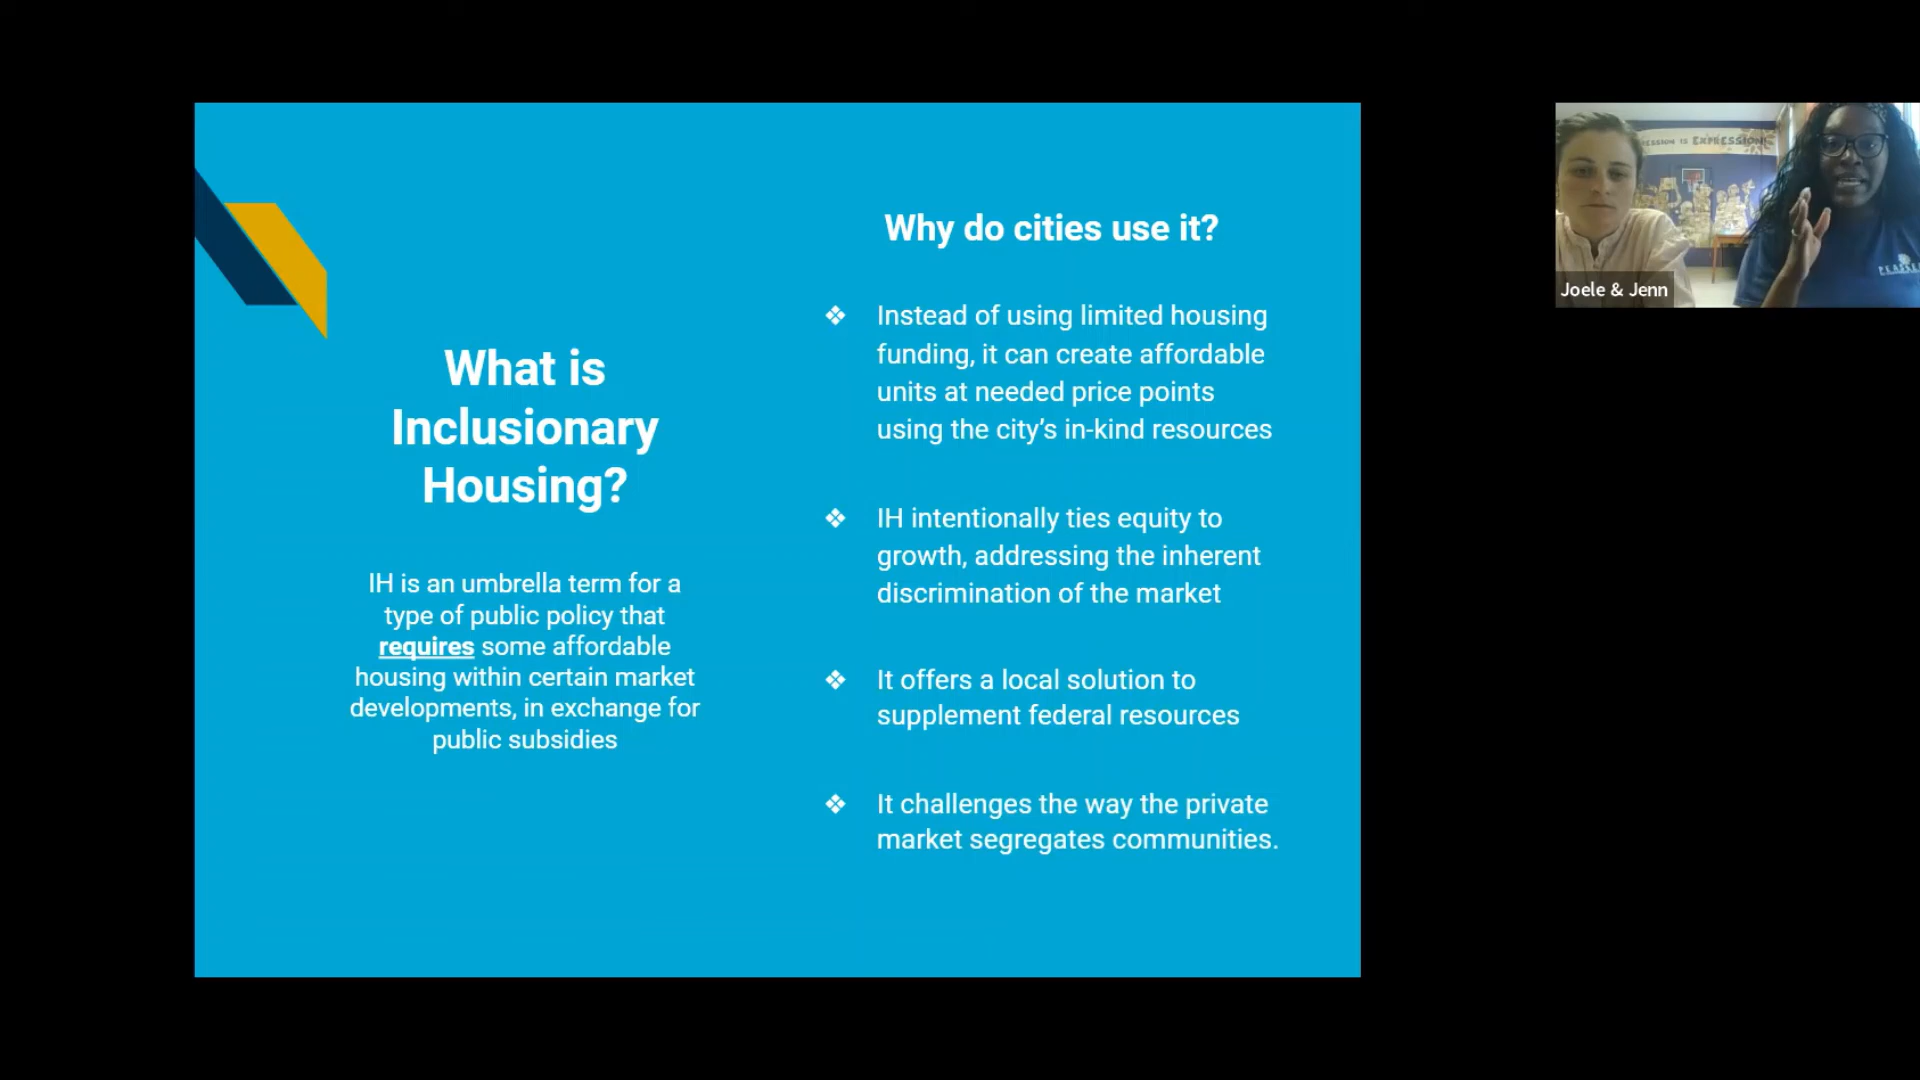 What is
Inclusionary
Housing?
IH is an umbrella term for a
type of public policy that
requires some affordable
housing within certain market
developments, in exchange for
public subsidies
Why do cities use it?
❖ Instead of using limited housing
funding, it can create affordable
units at needed price points
using the city’s in-kind resources
❖ IH intentionally ties equity to
growth, addressing the inherent
discrimination of the market
❖ It offers a local solution to
supplement federal resources
❖ It challenges the way the private
market segregates communities.
IS EXPRESSION
Joele & Jenn